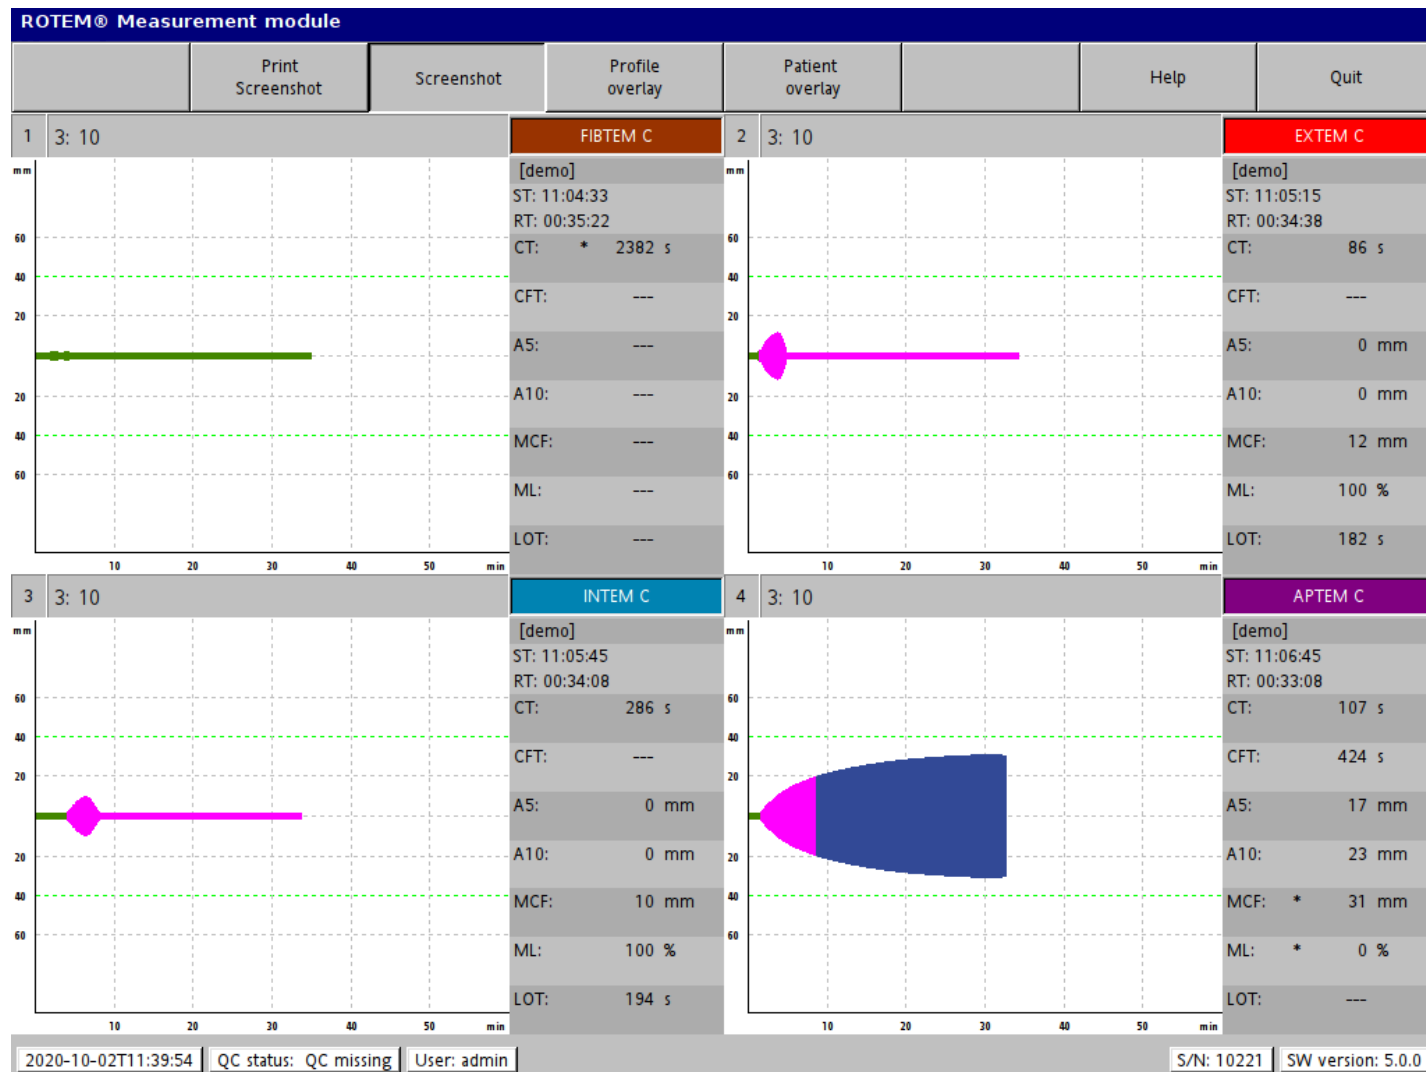 ROTEM® Measurement module
Print Screenshot
Screenshot
Profile overlay
Patient overlay
Help
Quit
1 3: 10 FIBTEM C
mm
60
40
20
20
40
60
10 20 30 40 50 min
[demo]
ST: 11:04:33
RT: 00:35:22
CT: * 2382 s
CFT: ---
A5: ---
A10: ---
MCF: ---
ML: ---
LOT: ---
2 3: 10 EXTEM C
mm
60
40
20
20
40
60
10 20 30 40 50 min
[demo]
ST: 11:05:15
RT: 00:34:38
CT: 86 s
CFT: ---
A5: 0 mm
A10: 0 mm
MCF: 12 mm
ML: 100 %
LOT: 182 s
3 3: 10 INTEM C
mm
60
40
20
20
40
60
10 20 30 40 50 min
[demo]
ST: 11:05:45
RT: 00:34:08
CT: 286 s
CFT: ---
A5: 0 mm
A10: 0 mm
MCF: 10 mm
ML: 100 %
LOT: 194 s
4 3: 10 APTEM C
mm
60
40
20
20
40
60
10 20 30 40 50 min
[demo]
ST: 11:06:45
RT: 00:33:08
CT: 107 s
CFT: 424 s
A5: 17 mm
A10: 23 mm
MCF: * 31 mm
ML: * 0 %
LOT: ---
2020-10-02T11:39:54 QC status: QC missing User: admin S/N: 10221 SW version: 5.0.0